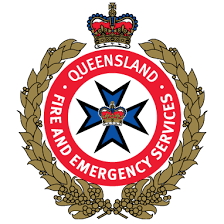 · QUEENSLAND ·
FIRE AND EMERGENCY SERVICES